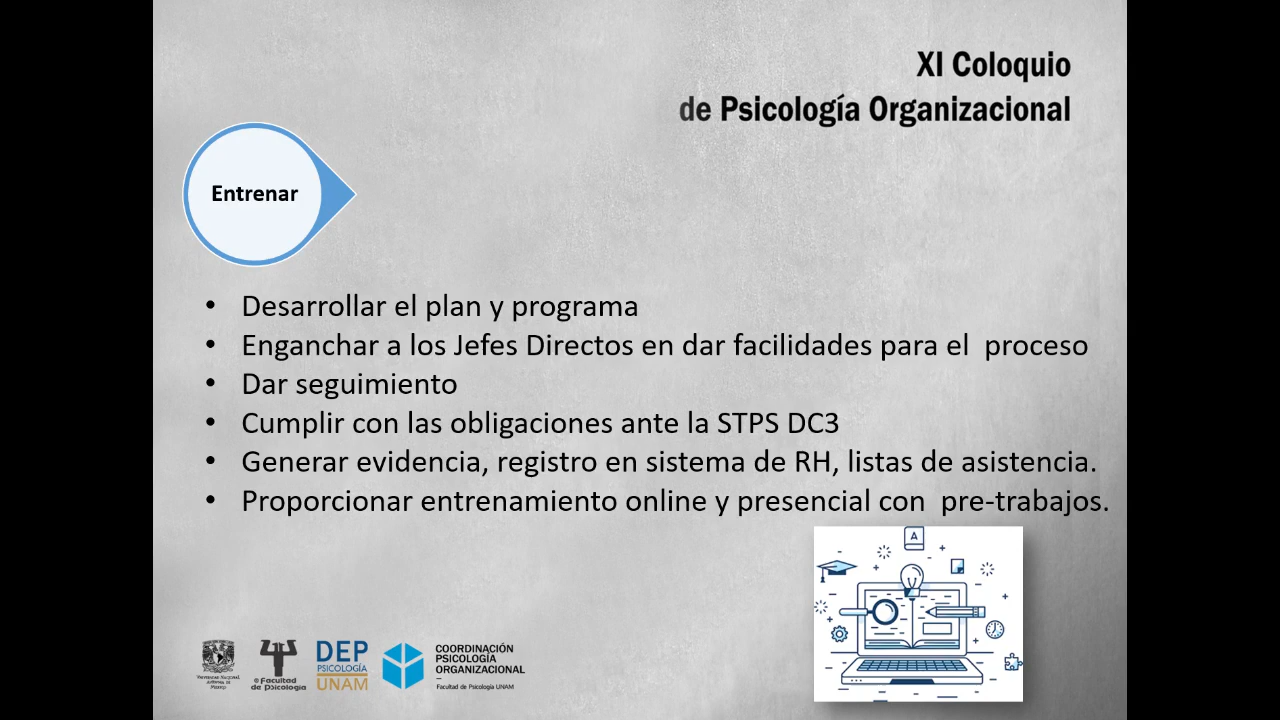 XI Coloquio
de Psicología Organizacional
Entrenar
• Desarrollar el plan y programa
• Enganchar a los Jefes Directos en dar facilidades para el  proceso
• Dar seguimiento
• Cumplir con las obligaciones ante la STPS DC3
• Generar evidencia, registro en sistema de RH, listas de asistencia.
• Proporcionar entrenamiento online y presencial con  pre-trabajos.
A
Facultad
de Psicología
DEP
PSICOLOGÍA
UNAM
COORDINACIÓN
PSICOLOGÍA
ORGANIZACIONAL
Facultad de Psicología UNAM